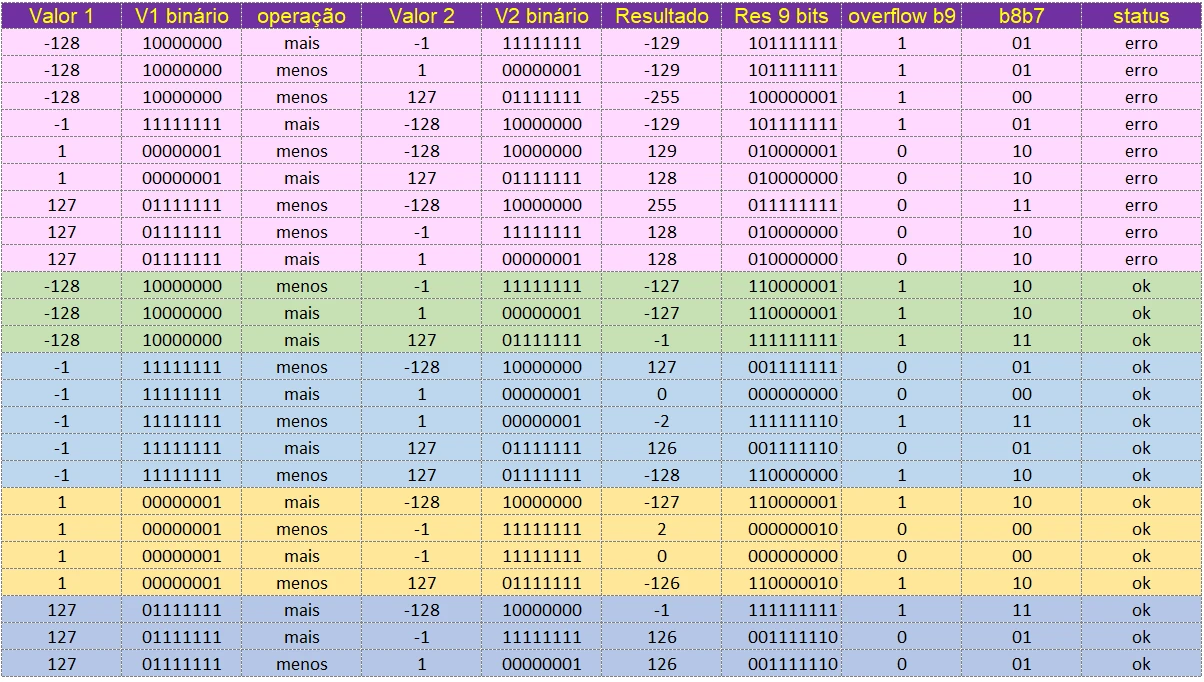 Valor 1 V1 binário operação Valor 2 V2 binário Resultado Res 9 bits overflow b9 b8b7 status
-128 10000000 mais -1 11111111 -129 101111111 1 01 erro
-128 10000000 menos 1 00000001 -129 101111111 1 01 erro
-128 10000000 menos 127 01111111 -255 100000001 1 00 erro
-1 11111111 mais -128 10000000 -129 101111111 1 01 erro
1 00000001 menos -128 10000000 129 010000001 0 10 erro
1 00000001 mais 127 01111111 128 010000000 0 10 erro
127 01111111 menos -128 10000000 255 011111111 0 11 erro
127 01111111 menos -1 11111111 128 010000000 0 10 erro
127 01111111 mais 1 00000001 128 010000000 0 10 erro
-128 10000000 menos -1 11111111 -127 110000001 1 10 ok
-128 10000000 mais 1 00000001 -127 110000001 1 10 ok
-128 10000000 mais 127 01111111 -1 111111111 1 11 ok
-1 11111111 menos -128 10000000 127 001111111 0 01 ok
-1 11111111 mais 1 00000001 0 000000000 0 00 ok
-1 11111111 menos 1 00000001 -2 111111110 1 11 ok
-1 11111111 mais 127 01111111 126 001111110 0 01 ok
-1 11111111 menos 127 01111111 -128 110000000 1 10 ok
1 00000001 mais -128 10000000 -127 110000001 1 10 ok
1 00000001 menos -1 11111111 2 000000010 0 00 ok
1 00000001 mais -1 11111111 0 000000000 0 00 ok
1 00000001 menos 127 01111111 -126 110000010 1 10 ok
127 01111111 mais -128 10000000 -1 111111111 1 11 ok
127 01111111 mais -1 11111111 126 001111110 0 01 ok
127 01111111 menos 1 00000001 126 001111110 0 01 ok